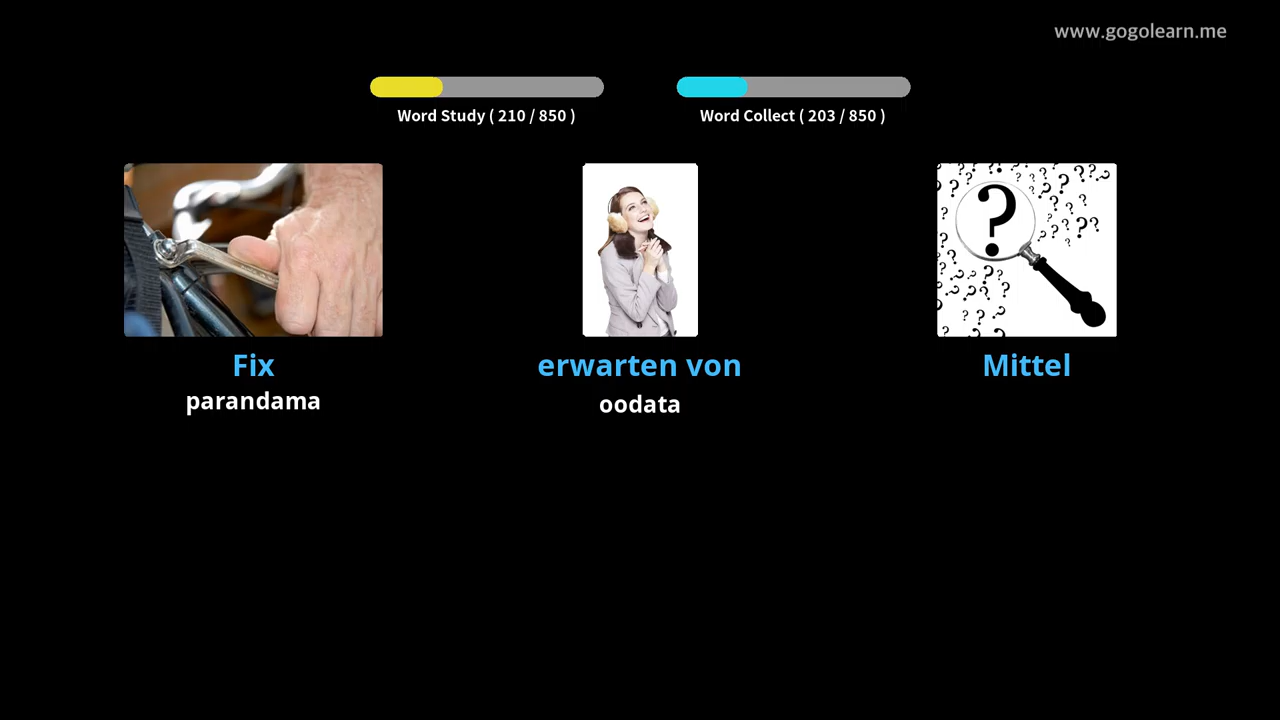 www.gogolearn.me
Word Study ( 210 / 850 )
Word Collect ( 203 / 850 )
Fix
parandama
erwarten von
oodata
Mittel